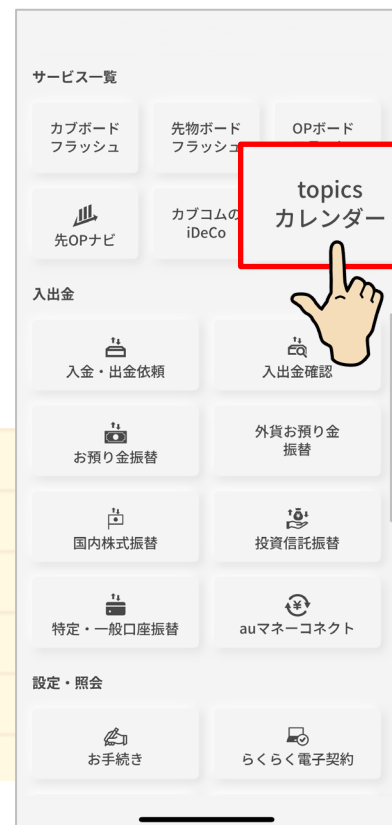 サービス一覧
カブボード
フラッシュ
先物ボード
フラッシュ
OPボード
topics
カレンダー
先OPナビ
カブコムの
iDeCo
入出金
入金・出金依頼
入出金確認
お預り金振替
外貨お預り金
振替
国内株式振替
投資信託振替
特定・一般口座振替
auマネーコネクト
設定・照会
お手続き
らくらく電子契約